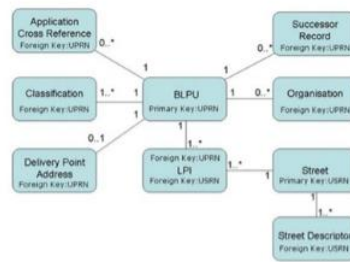 Application
Cross Reference
Foreign Key:UPRN
0..*
1
Successor
Record
Foreign Key:UPRN
0..*
1
Classification
Foreign Key:UPRN
1..*
1
BLPU
Primary Key:UPRN
1
0..*
Organisation
Foreign Key:UPRN
Delivery Point
Address
Foreign Key:UPRN
0..1
1
1
1..*
Foreign Key:UPRN
LPI
Foreign Key:USRN
1..*
1
Street
Primary Key:USRN
1
1..*
Street Descriptor
Foreign Key:USRN